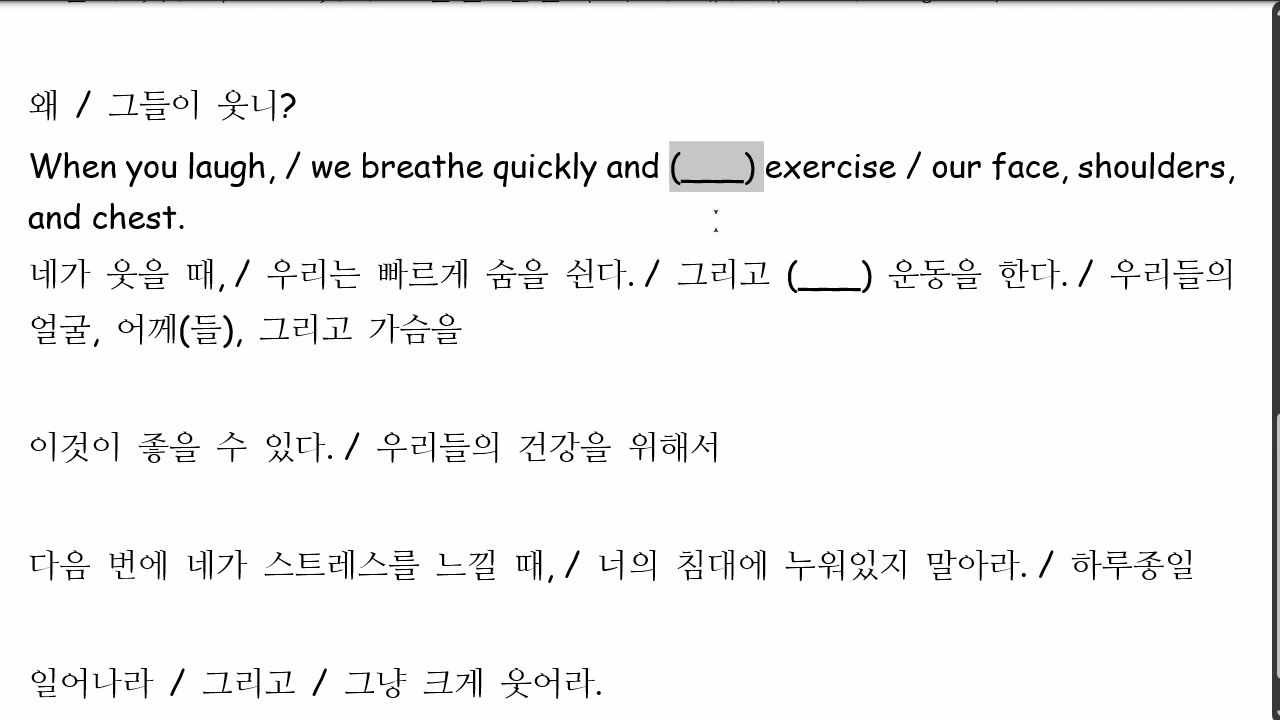 왜 / 그들이 웃니?
When you laugh, / we breathe quickly and (____) exercise / our face, shoulders,
and chest.
네가 웃을 때, / 우리는 빠르게 숨을 쉰다. / 그리고 (____) 운동을 한다. / 우리들의
얼굴, 어께(들), 그리고 가슴을
이것이 좋을 수 있다. / 우리들의 건강을 위해서
다음 번에 네가 스트레스를 느낄 때, / 너의 침대에 누워있지 말아라. / 하루종일
일어나라 / 그리고 / 그냥 크게 웃어라.